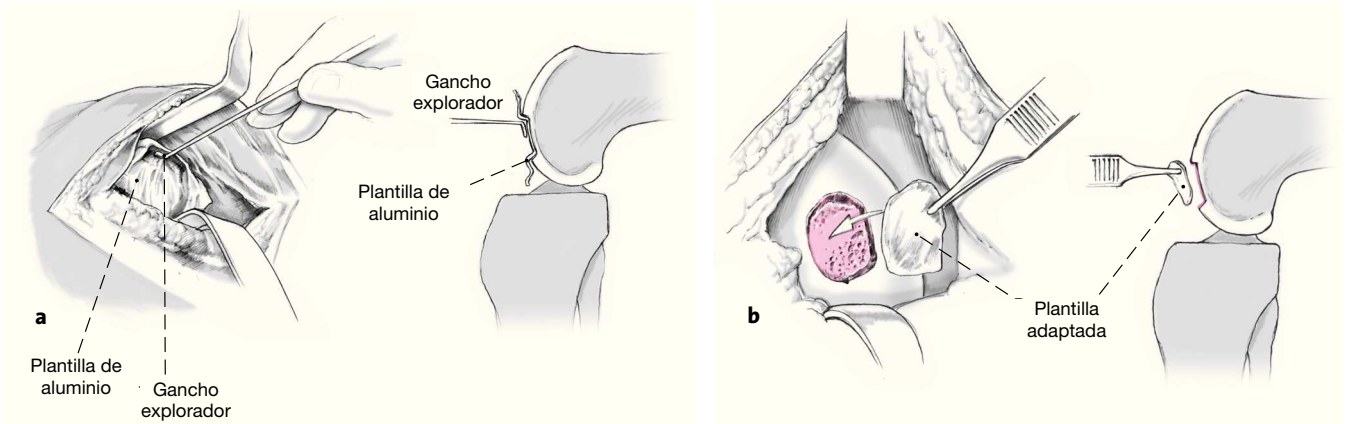 Gancho
explorador
Plantilla de
aluminio
a
Plantilla de
aluminio
Gancho
explorador
b
Plantilla
adaptada